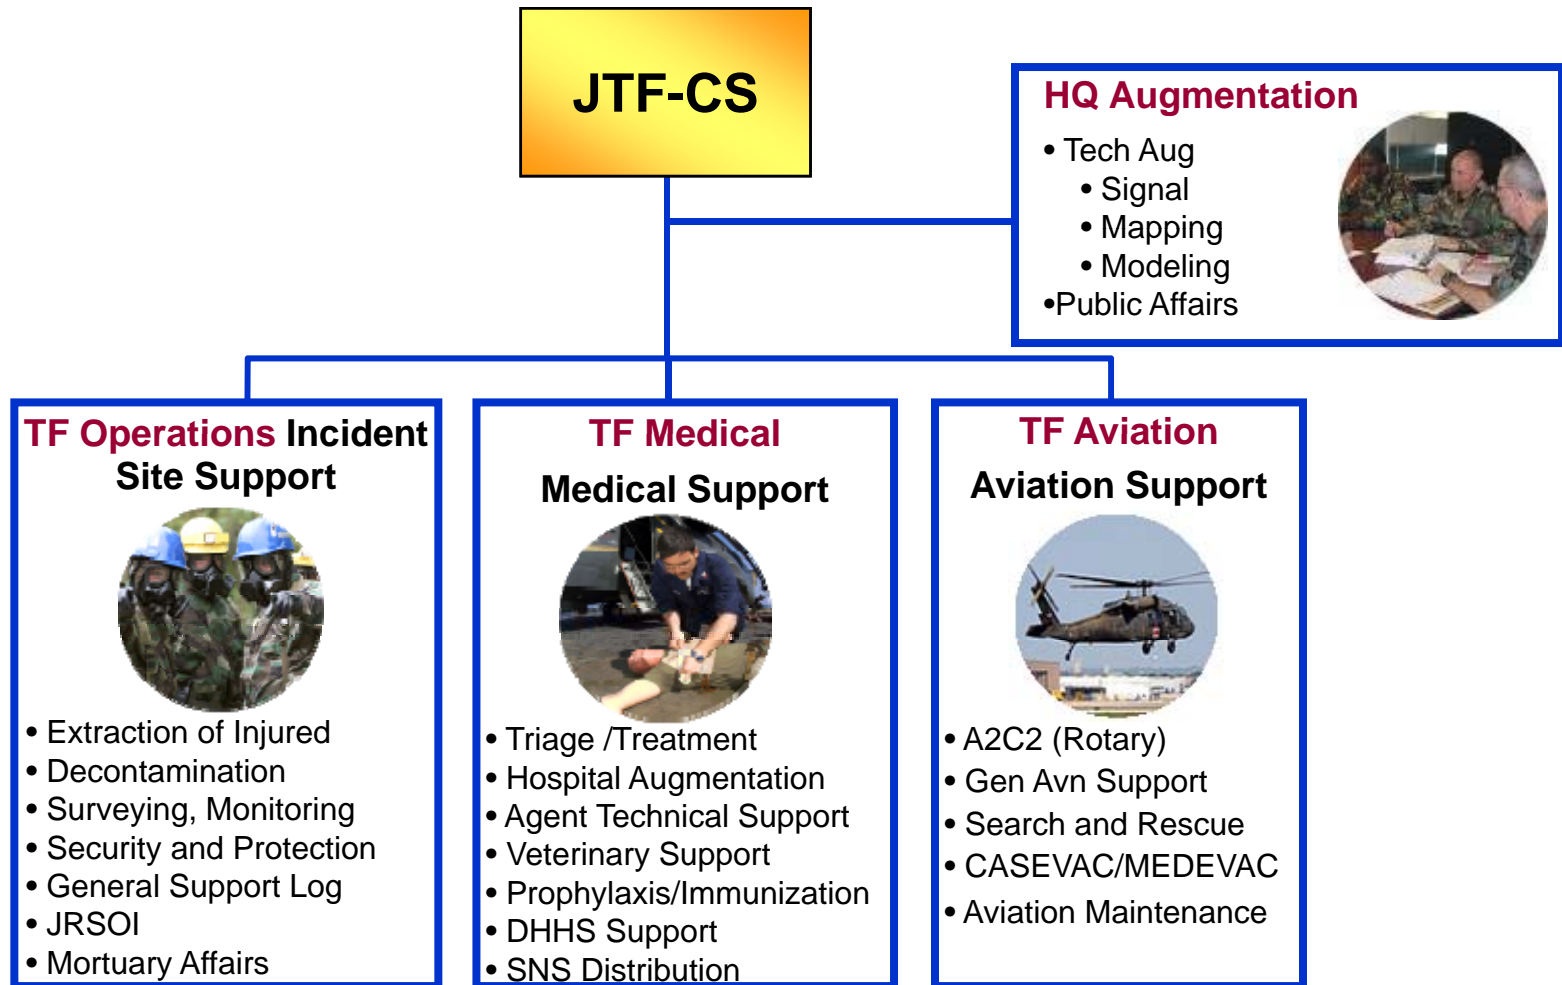 JTF-CS
HQ Augmentation
• Tech Aug
• Signal
• Mapping
• Modeling
•Public Affairs
TF Operations Incident
Site Support
• Extraction of Injured
• Decontamination
• Surveying, Monitoring
• Security and Protection
• General Support Log
• JRSOI
• Mortuary Affairs
TF Medical
Medical Support
• Triage /Treatment
• Hospital Augmentation
• Agent Technical Support
• Veterinary Support
• Prophylaxis/Immunization
• DHHS Support
• SNS Distribution
TF Aviation
Aviation Support
• A2C2 (Rotary)
• Gen Avn Support
• Search and Rescue
• CASEVAC/MEDEVAC
• Aviation Maintenance